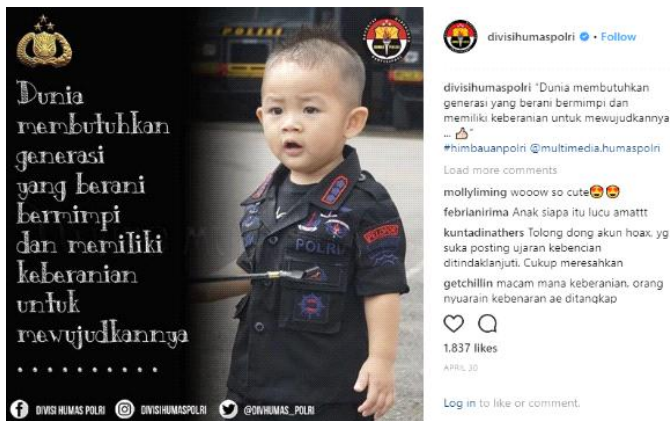 Dunia
membutuhkan
generasi
yang berani
bermimpi
dan memiliki
keberanian
untuk
mewujudkannya
..........
POLISI
HUMAS POLRI
POLRI
PELOPOR
DIVISI HUMAS POLRI DIVISIHUMASPOLRI @DIVHUMAS_POLRI
divisihumaspolri • Follow
divisihumaspolri "Dunia membutuhkan
generasi yang berani bermimpi dan
memiliki keberanian untuk mewujudkannya
... 👍"
#himbauanpolri @multimedia.humaspolri
Load more comments
mollyliming wooow so cute😍😍
febrianirima Anak siapa itu lucu amattt
kuntadinathers Tolong dong akun hoax, yg
suka posting ujaran kebencian
ditindaklanjuti. Cukup meresahkan
getchillin macam mana keberanian, orang
nyuarain kebenaran ae ditangkap
1.837 likes
APRIL 30
Log in to like or comment.